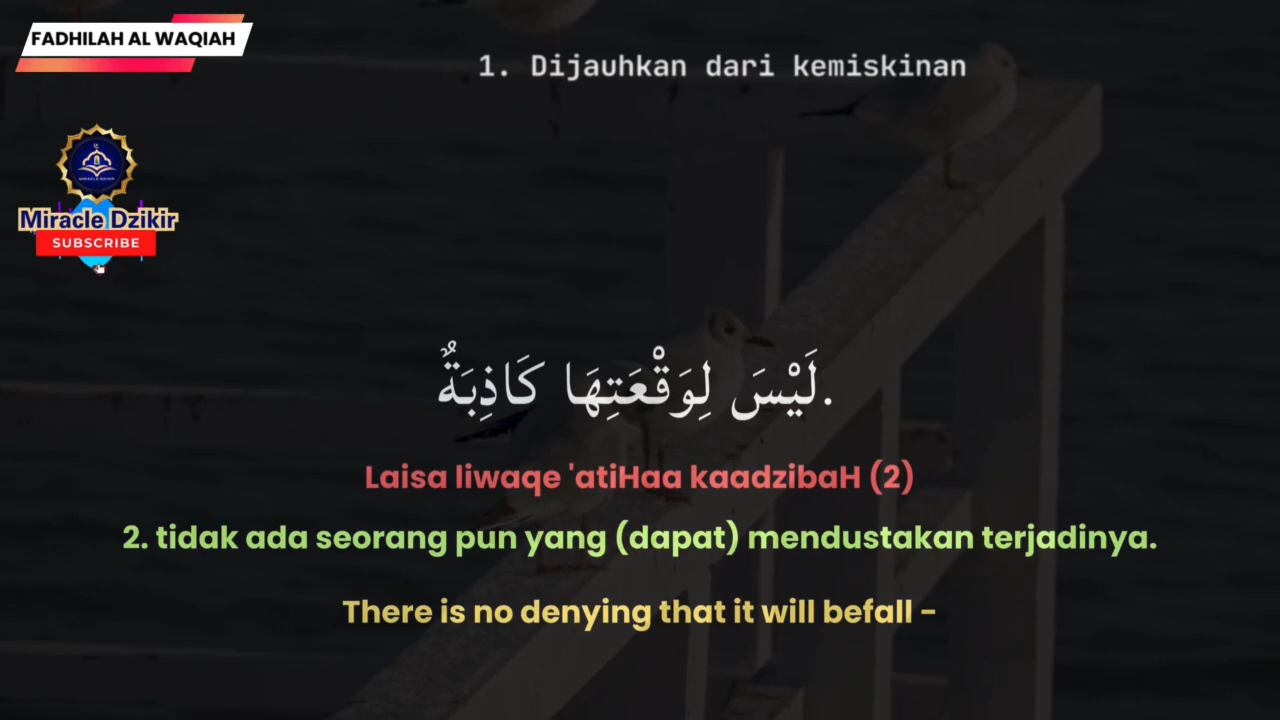 FADHILAH AL WAQIAH
1. Dijauhkan dari kemiskinan
Miracle Dzikir
SUBSCRIBE
لَيْسَ لِوَقْعَتِهَا كَاذِبَةٌ.
Laisa liwaqe 'atiHaa kaadzibaH (2)
2. tidak ada seorang pun yang (dapat) mendustakan terjadinya.
There is no denying that it will befall -